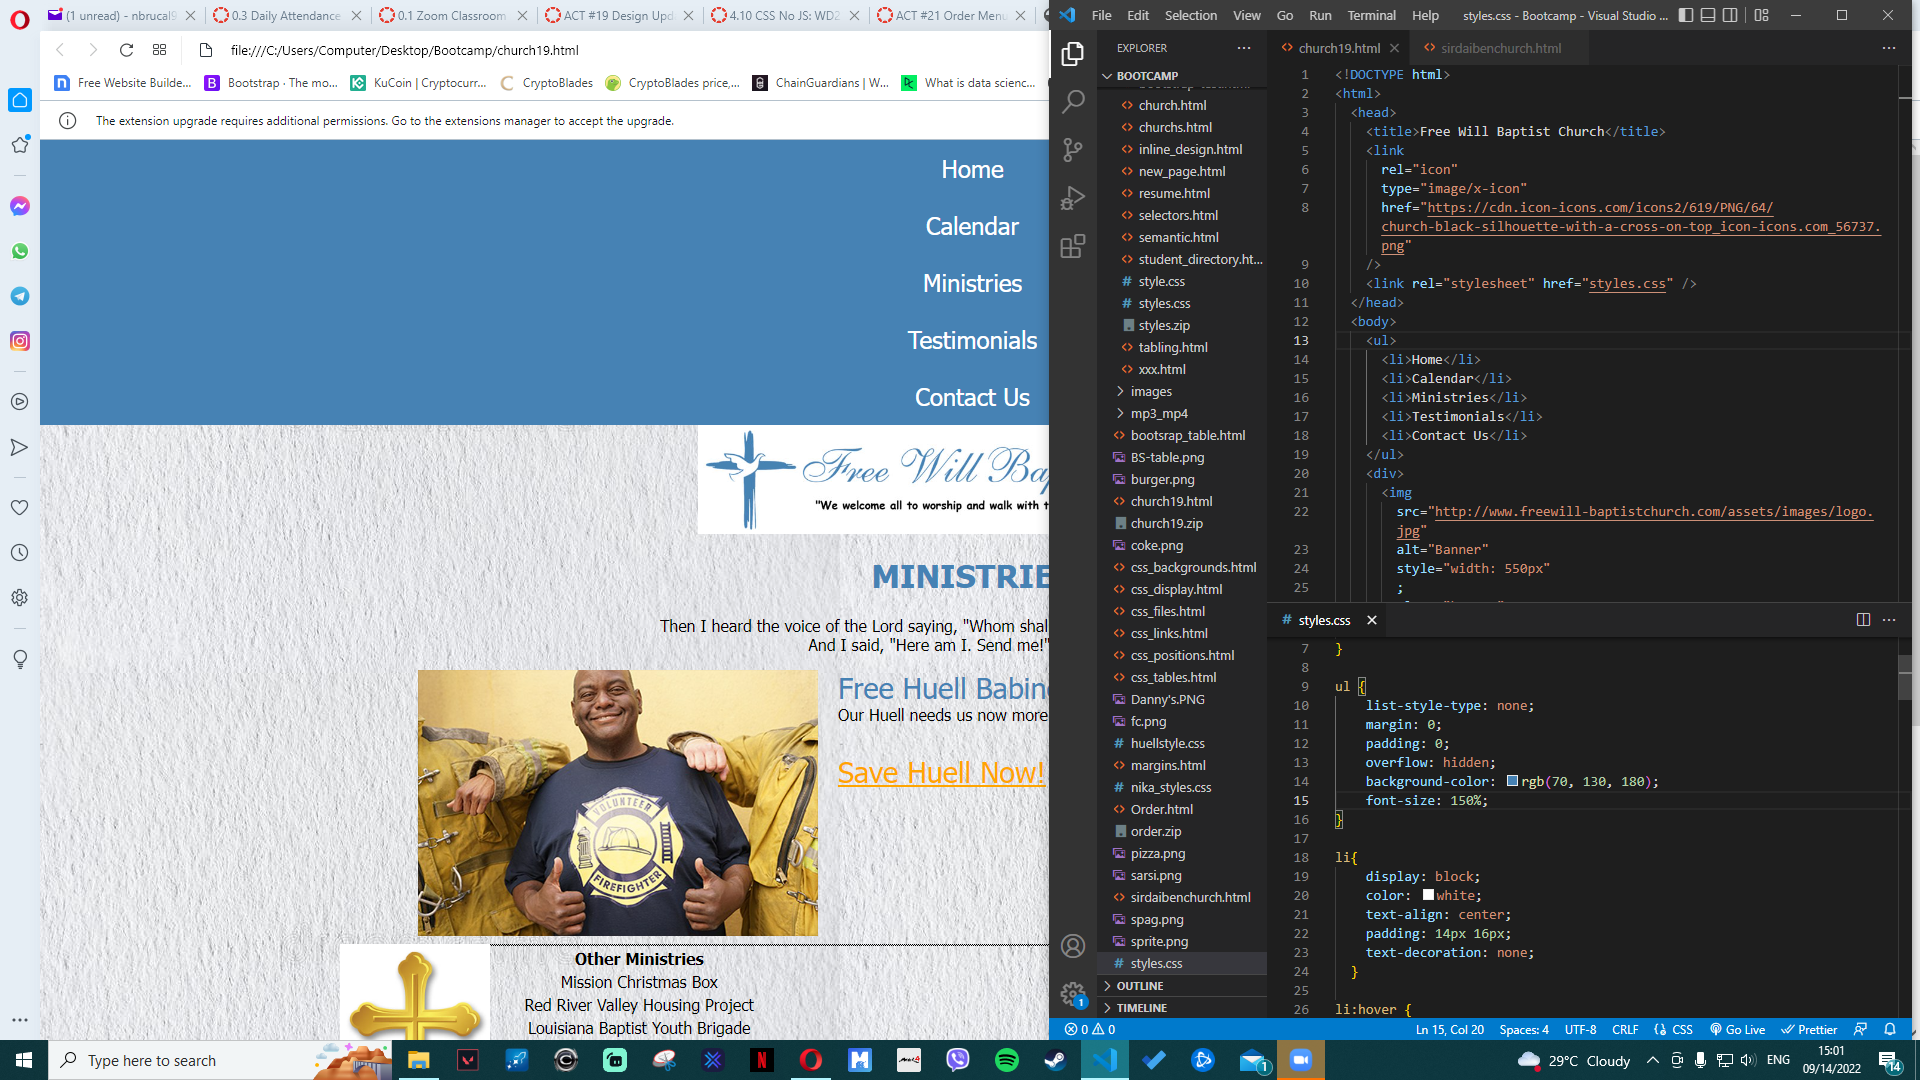 (1 unread) - nbrucal9
0.3 Daily Attendance
0.1 Zoom Classroom
ACT #19 Design Upd
4.10 CSS No JS: WD2
ACT #21 Order Menu
file:///C:/Users/Computer/Desktop/Bootcamp/church19.html
Free Website Builde...
Bootstrap · The mo...
KuCoin | Cryptocurr...
CryptoBlades
CryptoBlades price,...
ChainGuardians | W...
What is data scienc...
The extension upgrade requires additional permissions. Go to the extensions manager to accept the upgrade.
Home
Calendar
Ministries
Testimonials
Contact Us
Free Will Bap
"We welcome all to worship and walk with t
MINISTRIE
Then I heard the voice of the Lord saying, "Whom shal
And I said, "Here am I. Send me!"
Free Huell Babine
Our Huell needs us now more
Save Huell Now!
VOLUNTEER
FIREFIGHTER
Other Ministries
Mission Christmas Box
Red River Valley Housing Project
Louisiana Baptist Youth Brigade
File Edit Selection View Go Run Terminal Help
styles.css - Bootcamp - Visual Studio ...
EXPLORER
BOOTCAMP
church.html
churchs.html
inline_design.html
new_page.html
resume.html
selectors.html
semantic.html
student_directory.ht...
style.css
styles.css
styles.zip
tabling.html
xxx.html
images
mp3_mp4
bootsrap_table.html
BS-table.png
burger.png
church19.html
church19.zip
coke.png
css_backgrounds.html
css_display.html
css_files.html
css_links.html
css_positions.html
css_tables.html
Danny's.PNG
fc.png
huellstyle.css
margins.html
nika_styles.css
Order.html
order.zip
pizza.png
sarsi.png
sirdaibenchurch.html
spag.png
sprite.png
styles.css
OUTLINE
TIMELINE
church19.html
sirdaibenchurch.html
1 <!DOCTYPE html>
2 <html>
3 <head>
4 <title>Free Will Baptist Church</title>
5 <link
6 rel="icon"
7 type="image/x-icon"
8 href="https://cdn.icon-icons.com/icons2/619/PNG/64/
church-black-silhouette-with-a-cross-on-top_icon-icons.com_56737.
png"
9 />
10 <link rel="stylesheet" href="styles.css" />
11 </head>
12 <body>
13 <ul>
14 <li>Home</li>
15 <li>Calendar</li>
16 <li>Ministries</li>
17 <li>Testimonials</li>
18 <li>Contact Us</li>
19 </ul>
20 <div>
21 <img
22 src="http://www.freewill-baptistchurch.com/assets/images/logo.
jpg"
23 alt="Banner"
24 style="width: 550px"
25 ;
styles.css
7 }
8
9 ul {
10 list-style-type: none;
11 margin: 0;
12 padding: 0;
13 overflow: hidden;
14 background-color: rgb(70, 130, 180);
15 font-size: 150%;
16 }
17
18 li{
19 display: block;
20 color: white;
21 text-align: center;
22 padding: 14px 16px;
23 text-decoration: none;
24 }
25
26 li:hover {
0 0
Ln 15, Col 20 Spaces: 4 UTF-8 CRLF CSS Go Live Prettier
Type here to search
29°C Cloudy
ENG
15:01
09/14/2022